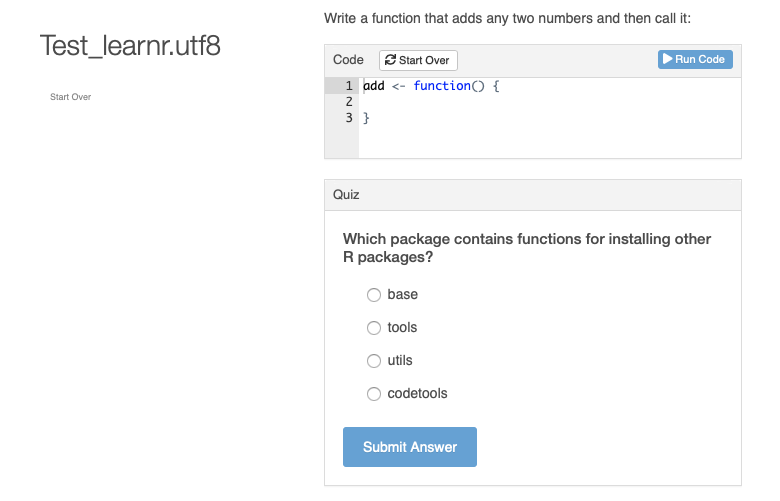 Test_learnr.utf8
Start Over
Write a function that adds any two numbers and then call it:
Code Start Over Run Code
1 add <- function() {
2
3 }
Quiz
Which package contains functions for installing other
R packages?
base
tools
utils
codetools
Submit Answer